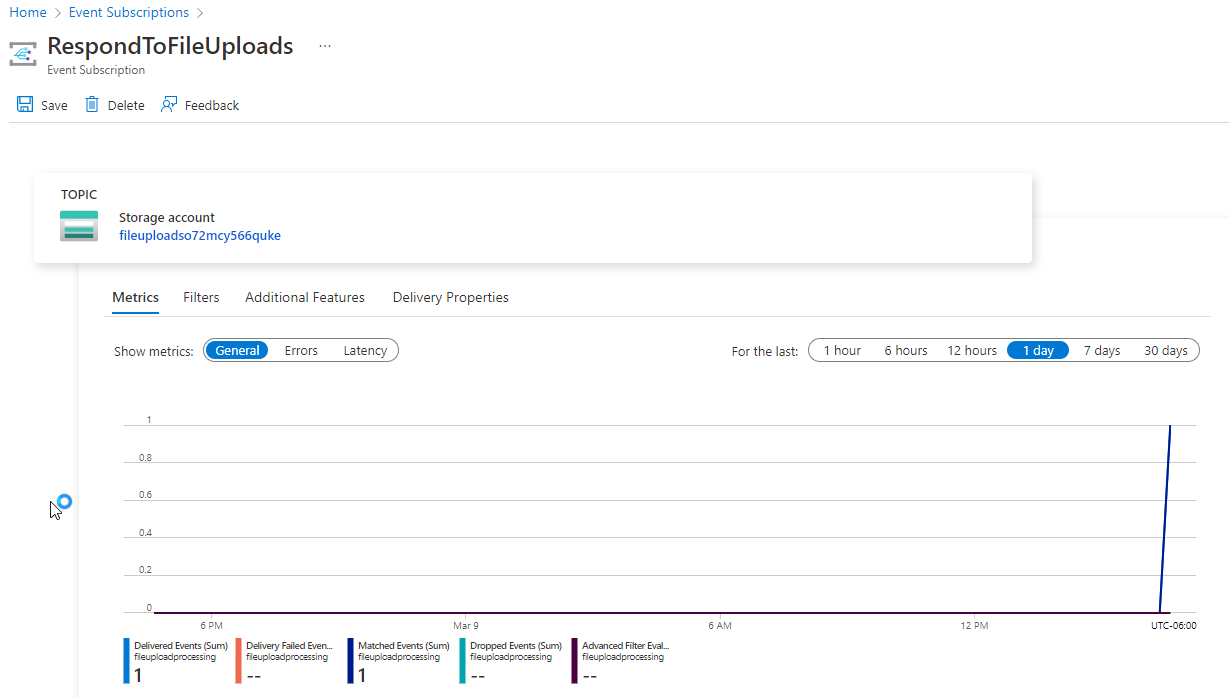 Home > Event Subscriptions >
RespondToFileUploads ...
Event Subscription
Save Delete Feedback
TOPIC
Storage account
fileuploadso72mcy566quke
Metrics Filters Additional Features Delivery Properties
Show metrics: General Errors Latency For the last: 1 hour 6 hours 12 hours 1 day 7 days 30 days
1
0.8
0.6
0.4
0.2
0
6 PM Mar 9 6 AM 12 PM UTC-06:00
Delivered Events (Sum) Delivery Failed Even... Matched Events (Sum) Dropped Events (Sum) Advanced Filter Eval...
fileuploadprocessing fileuploadprocessing fileuploadprocessing fileuploadprocessing fileuploadprocessing
1 -- 1 -- --